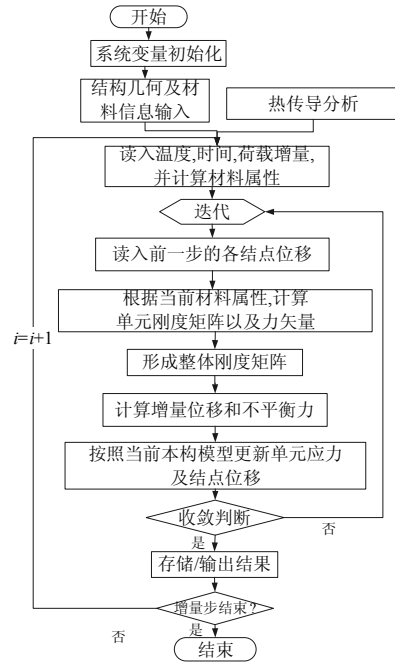 开始
系统变量初始化
结构几何及材
料信息输入
热传导分析
读入温度,时间,荷载增量,
并计算材料属性
迭代
读入前一步的各结点位移
根据当前材料属性,计算
单元刚度矩阵以及力矢量
i=i+1
形成整体刚度矩阵
计算增量位移和不平衡力
按照当前本构模型更新单元应力
及结点位移
收敛判断
否
是
存储/输出结果
增量步结束?
否
是
结束